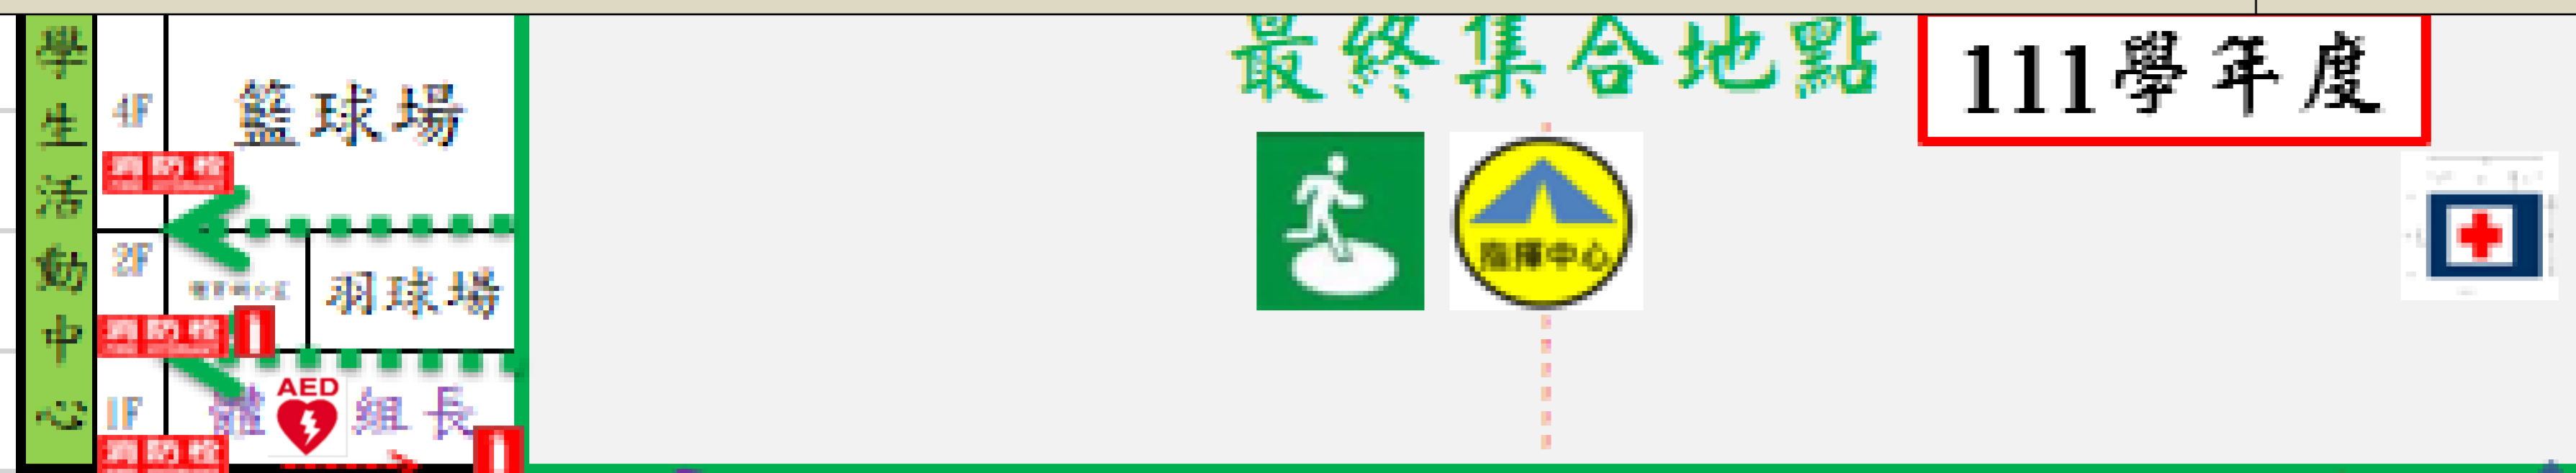 學生活動中心
4F
籃球場
消防栓
2F
羽球場
消防栓
1F
AED
組長
消防栓
最終集合地點
111學年度
指揮中心